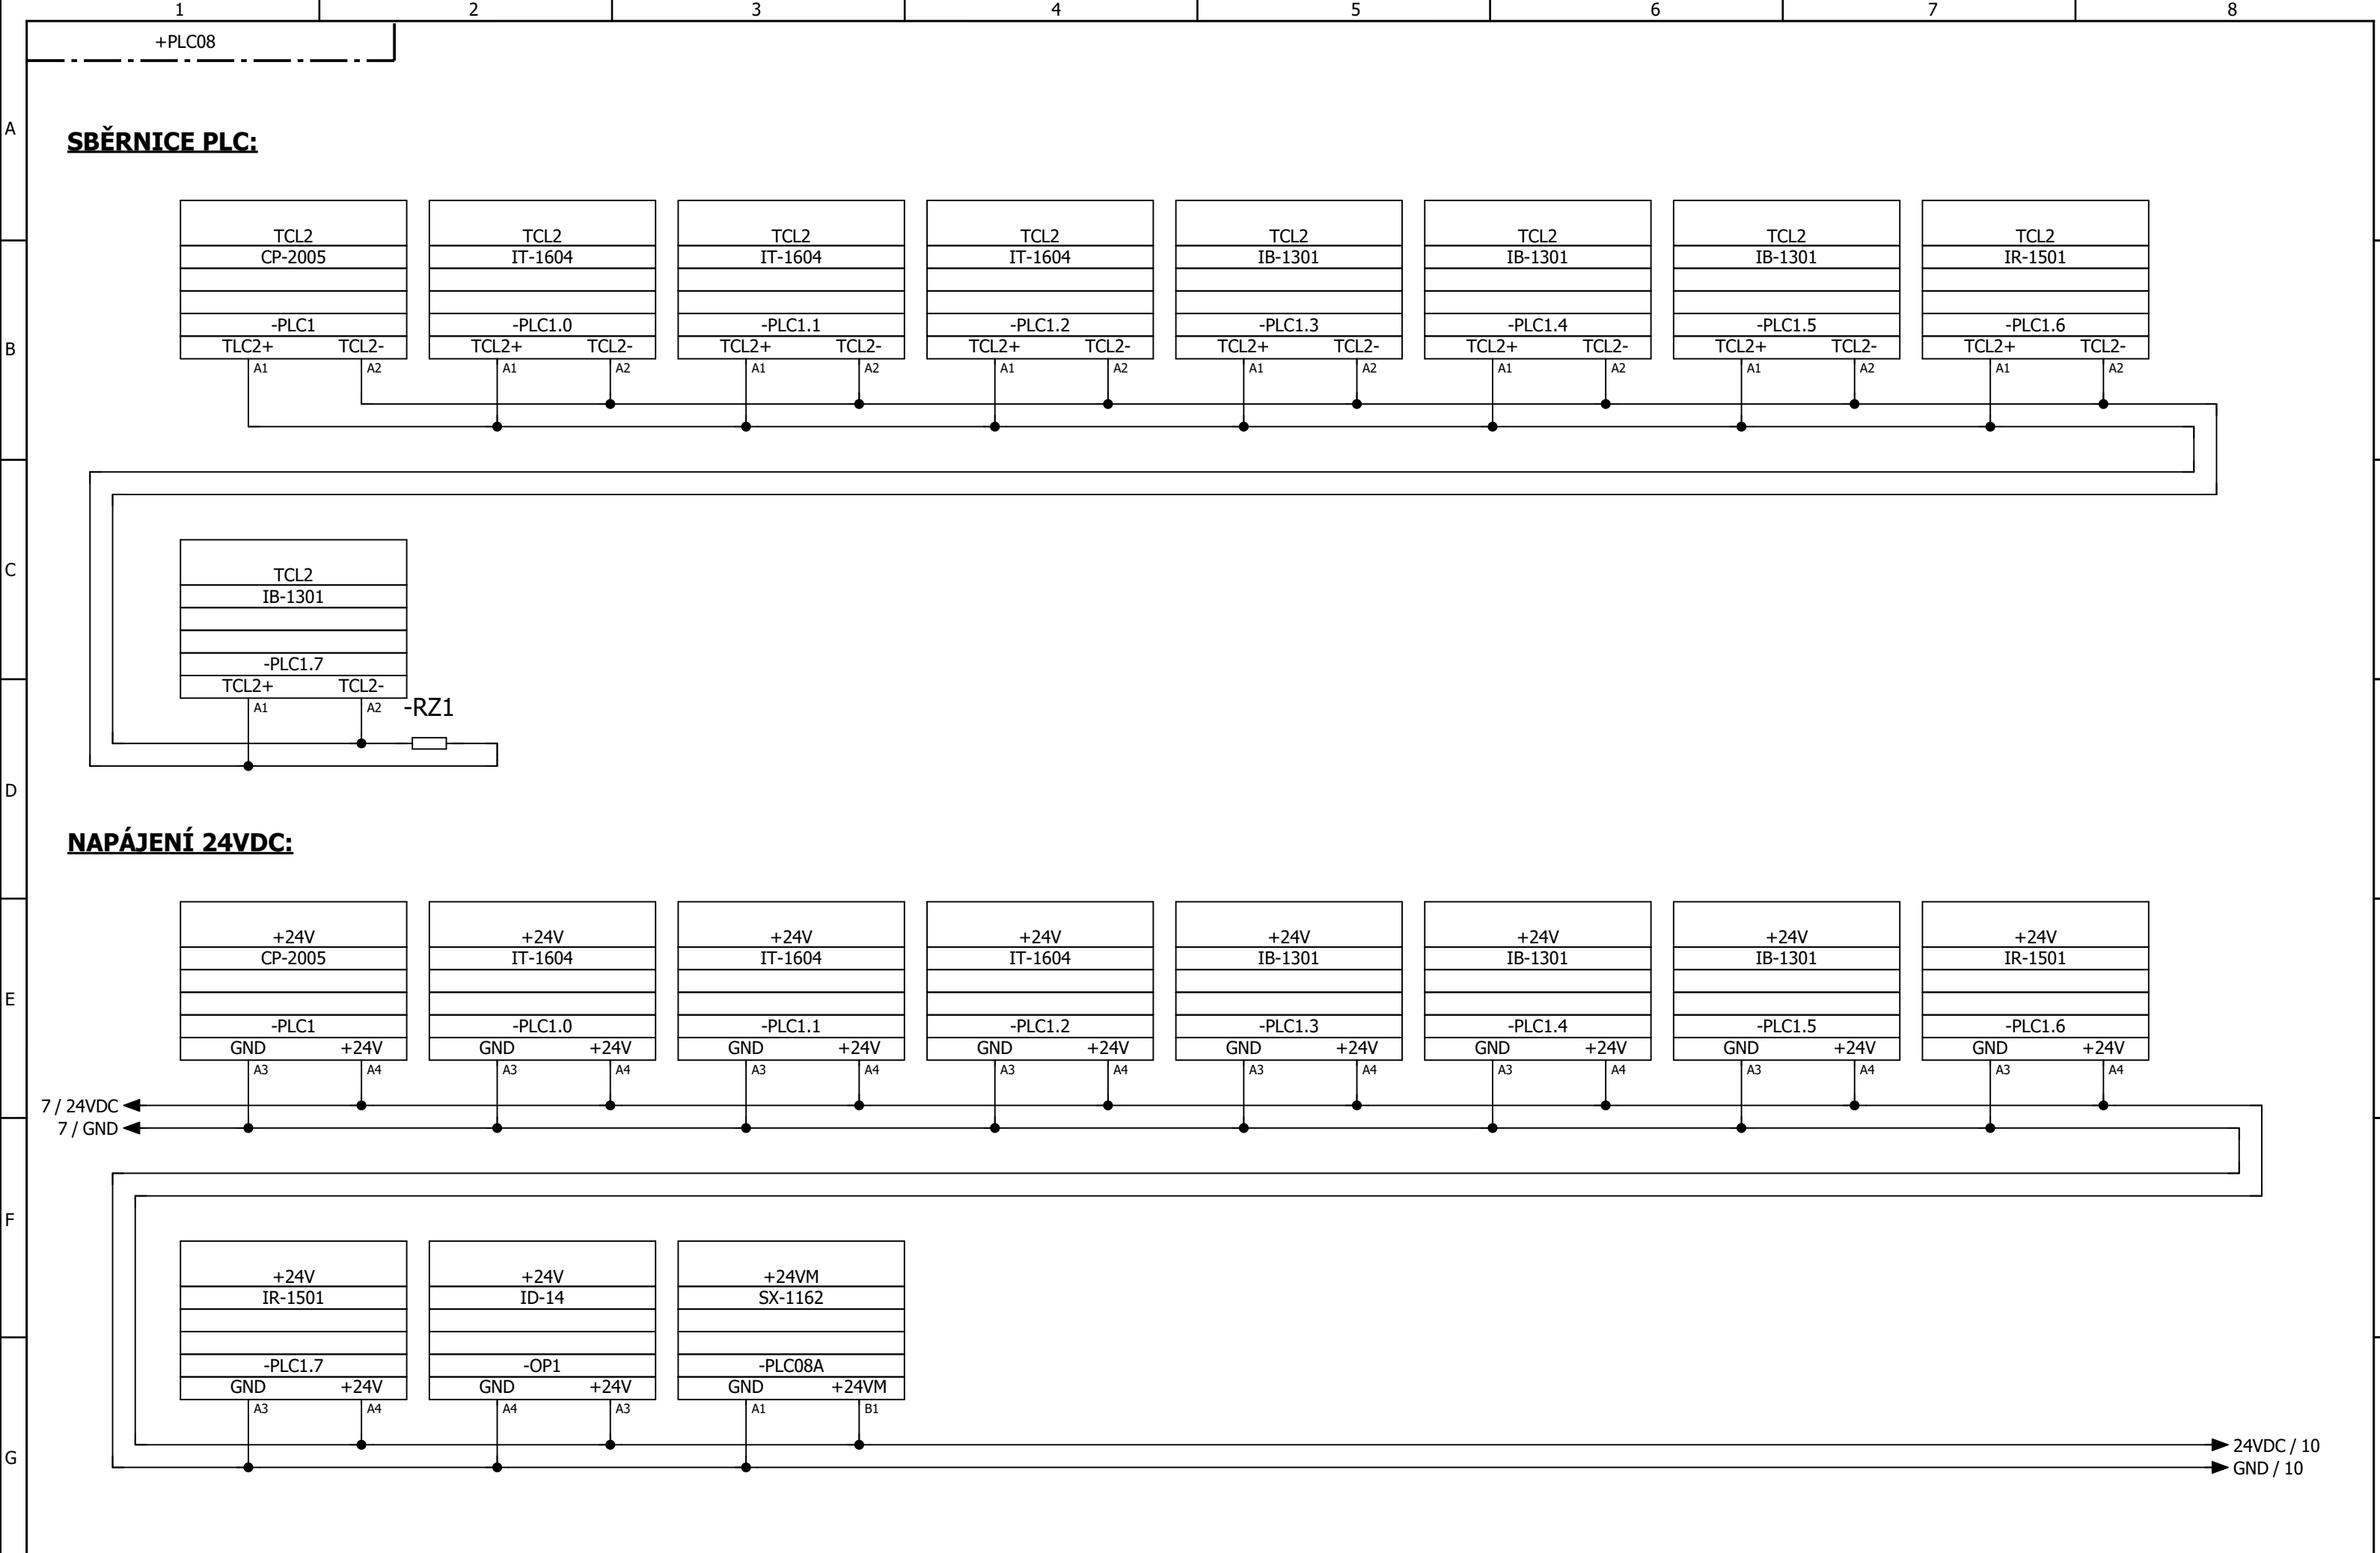 1 2 3 4 5 6 7 8
+PLC08
A
SBĚRNICE PLC:
TCL2 TCL2 TCL2 TCL2 TCL2 TCL2 TCL2 TCL2
CP-2005 IT-1604 IT-1604 IT-1604 IB-1301 IB-1301 IB-1301 IR-1501
-PLC1 -PLC1.0 -PLC1.1 -PLC1.2 -PLC1.3 -PLC1.4 -PLC1.5 -PLC1.6
B
TLC2+ TCL2- TCL2+ TCL2- TCL2+ TCL2- TCL2+ TCL2- TCL2+ TCL2- TCL2+ TCL2- TCL2+ TCL2- TCL2+ TCL2-
A1 A2 A1 A2 A1 A2 A1 A2 A1 A2 A1 A2 A1 A2 A1 A2
C
TCL2
IB-1301
-PLC1.7
TCL2+ TCL2-
A1 A2 -RZ1
D
NAPÁJENÍ 24VDC:
+24V +24V +24V +24V +24V +24V +24V +24V
CP-2005 IT-1604 IT-1604 IT-1604 IB-1301 IB-1301 IB-1301 IR-1501
E
-PLC1 -PLC1.0 -PLC1.1 -PLC1.2 -PLC1.3 -PLC1.4 -PLC1.5 -PLC1.6
GND +24V GND +24V GND +24V GND +24V GND +24V GND +24V GND +24V GND +24V
A3 A4 A3 A4 A3 A4 A3 A4 A3 A4 A3 A4 A3 A4 A3 A4
7 / 24VDC
7 / GND
F
+24V +24V +24VM
IR-1501 ID-14 SX-1162
-PLC1.7 -OP1 -PLC08A
GND +24V GND +24V GND +24VM
A3 A4 A4 A3 A1 B1
24VDC / 10
G
GND / 10